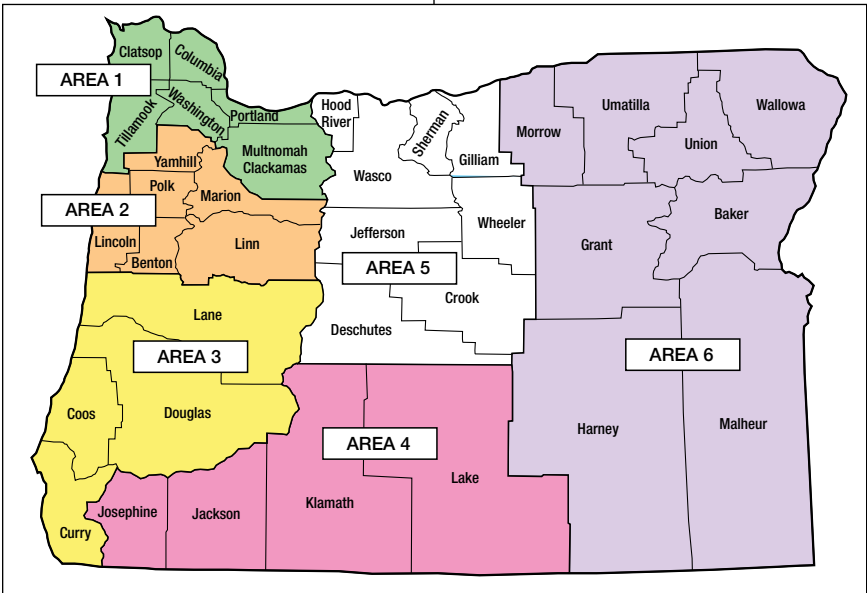 Clatsop
Columbia
AREA 1
Tillamook
Washington
Portland
Multnomah
Clackamas
Hood
River
Sherman
Wasco
Gilliam
Morrow
Umatilla
Union
Wallowa
Yamhill
Polk
Marion
AREA 2
Lincoln
Benton
Linn
Jefferson
Wheeler
AREA 5
Crook
Deschutes
Grant
Baker
Lane
AREA 3
Coos
Douglas
Curry
AREA 4
Josephine
Jackson
Klamath
Lake
AREA 6
Harney
Malheur